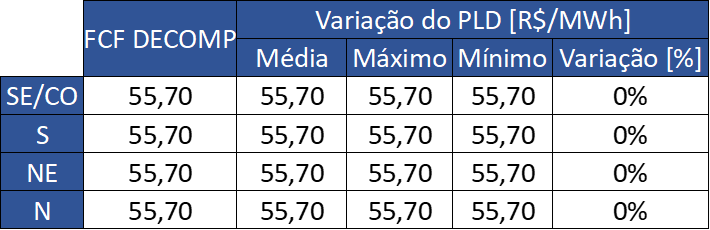 FCF DECOMP Variação do PLD [R$/MWh]
Média Máximo Mínimo Variação [%]
SE/CO 55,70 55,70 55,70 55,70 0%
S 55,70 55,70 55,70 55,70 0%
NE 55,70 55,70 55,70 55,70 0%
N 55,70 55,70 55,70 55,70 0%